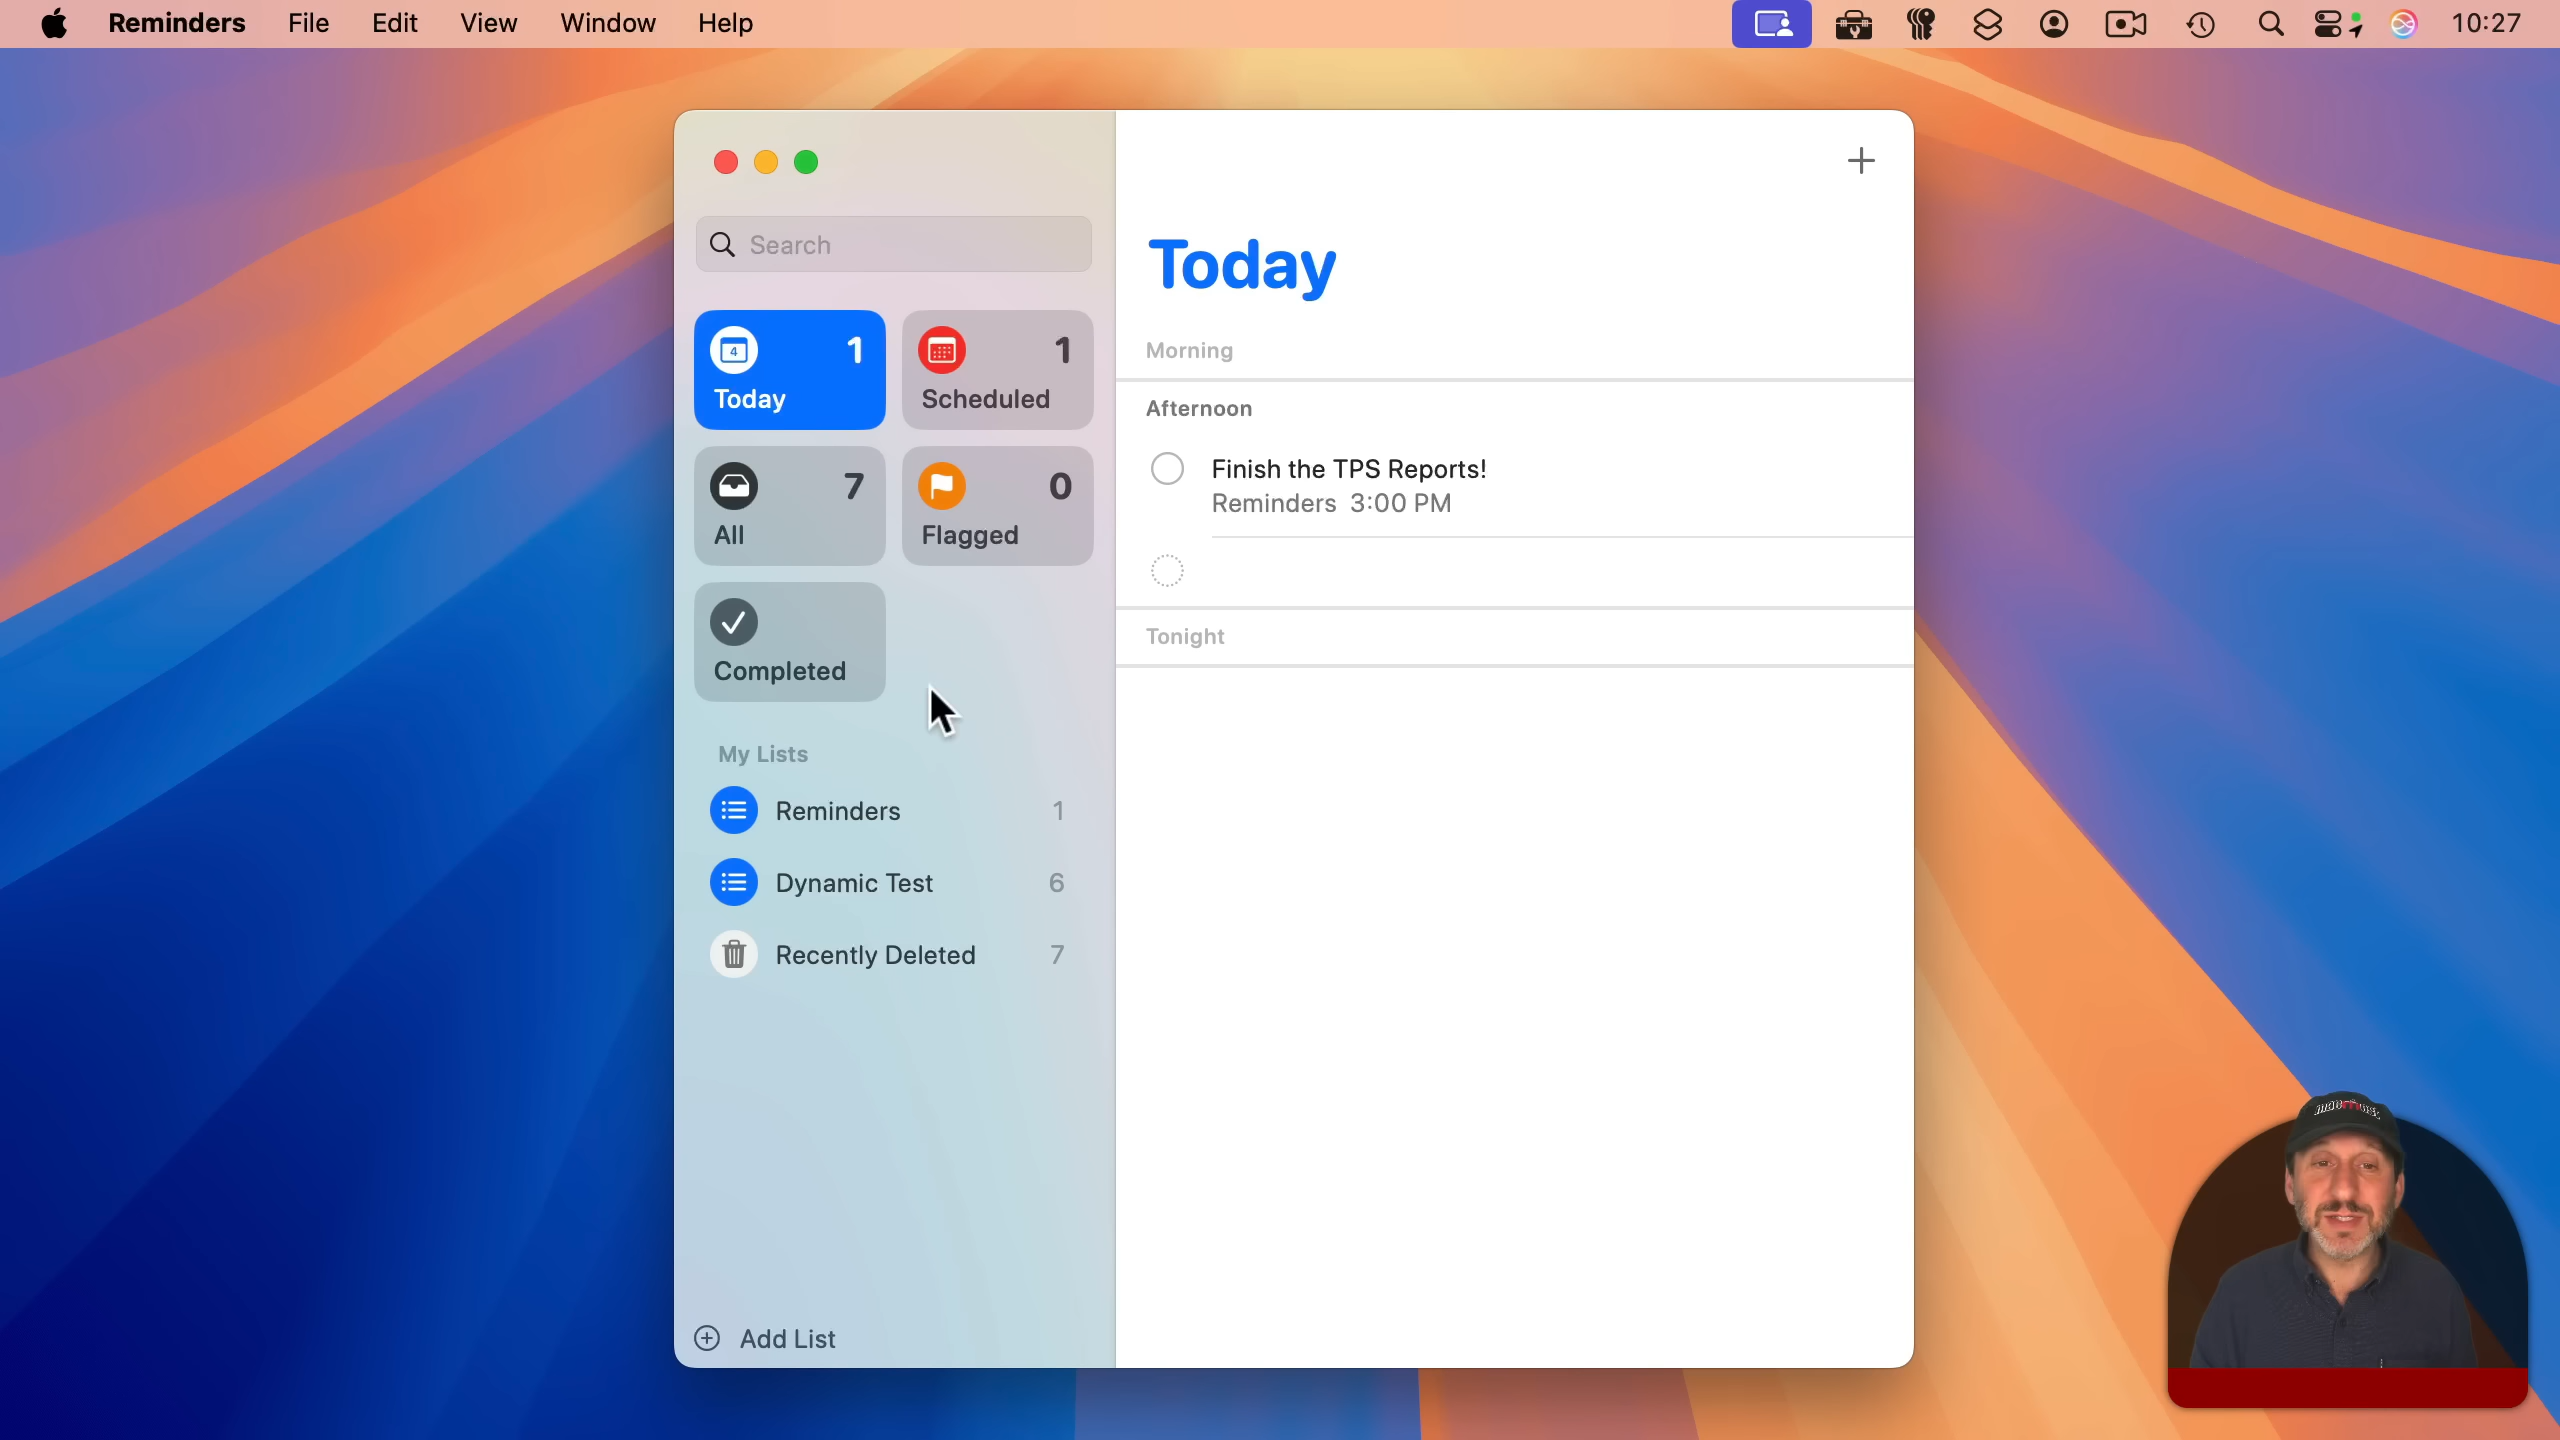 Reminders File Edit View Window Help 10:27
Search
4 1
Today
1
Scheduled
7
All
0
Flagged
Completed
My Lists
Reminders 1
Dynamic Test 6
Recently Deleted 7
Add List
Today
Morning
Afternoon
Finish the TPS Reports!
Reminders 3:00 PM
Tonight